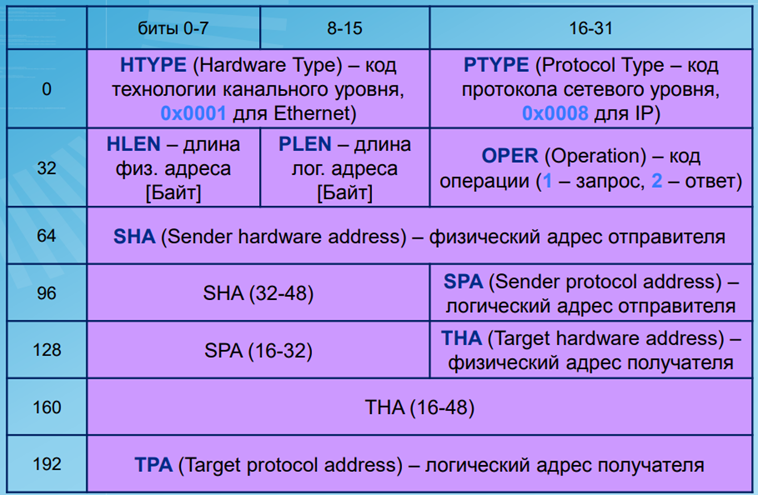 биты 0-7
8-15
16-31
0
HTYPE (Hardware Type) – код
технологии канального уровня,
0x0001 для Ethernet)
PTYPE (Protocol Type – код
протокола сетевого уровня,
0x0008 для IP)
32
HLEN – длина
физ. адреса
[Байт]
PLEN – длина
лог. адреса
[Байт]
OPER (Operation) – код
операции (1 – запрос, 2 – ответ)
64
SHA (Sender hardware address) – физический адрес отправителя
96
SHA (32-48)
SPA (Sender protocol address) –
логический адрес отправителя
128
SPA (16-32)
THA (Target hardware address) –
физический адрес получателя
160
THA (16-48)
192
TPA (Target protocol address) – логический адрес получателя